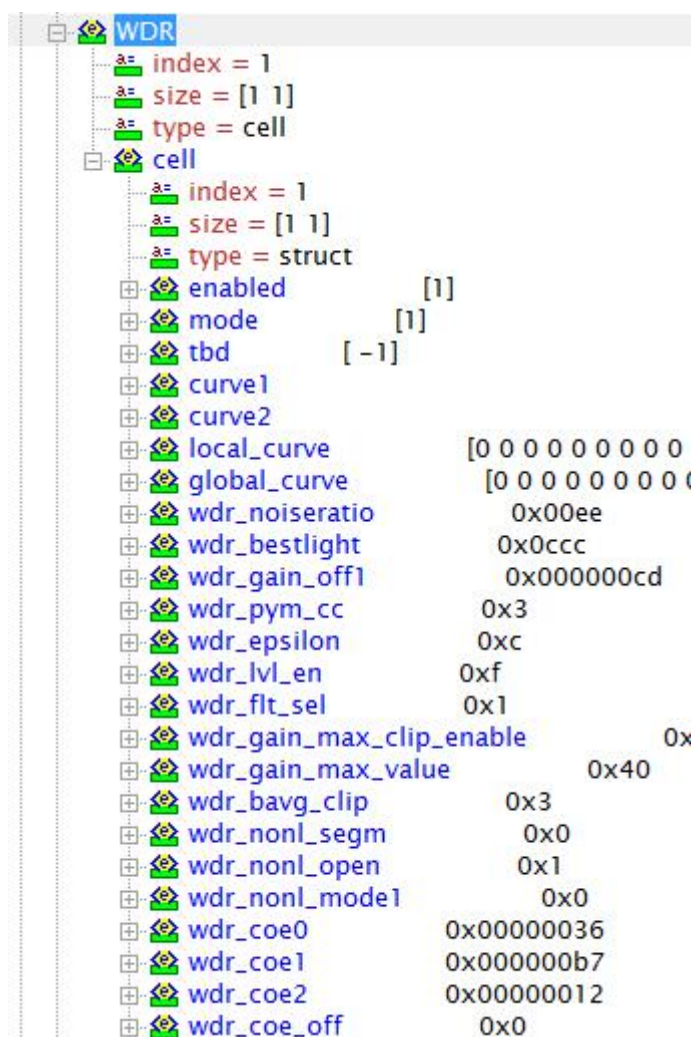 WDR
index = 1
size = [1 1]
type = cell
cell
index = 1
size = [1 1]
type = struct
enabled [1]
mode [1]
tbd [ -1]
curve1
curve2
local_curve [0 0 0 0 0 0 0 0 0
global_curve [0 0 0 0 0 0 0 0
wdr_noiseratio 0x00ee
wdr_bestlight 0x0ccc
wdr_gain_off1 0x000000cd
wdr_pym_cc 0x3
wdr_epsilon 0xc
wdr_lvl_en 0xf
wdr_flt_sel 0x1
wdr_gain_max_clip_enable 0x
wdr_gain_max_value 0x40
wdr_bavg_clip 0x3
wdr_nonl_segm 0x0
wdr_nonl_open 0x1
wdr_nonl_mode1 0x0
wdr_coe0 0x00000036
wdr_coe1 0x000000b7
wdr_coe2 0x00000012
wdr_coe_off 0x0